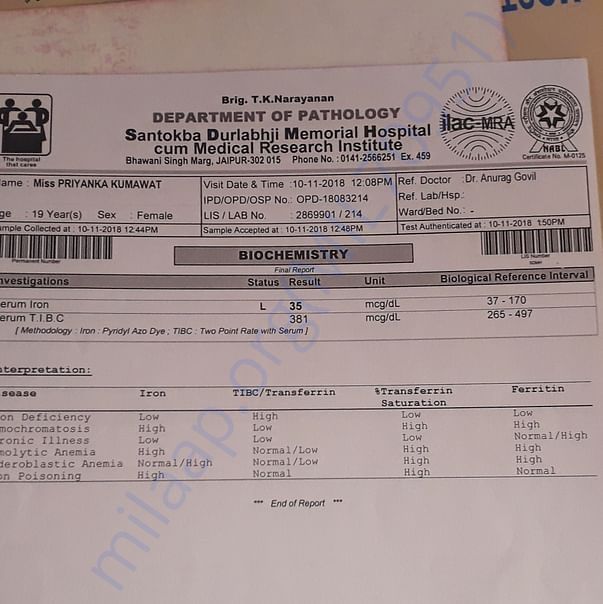 Brig. T.K.Narayanan
DEPARTMENT OF PATHOLOGY
Santokba Durlabhji Memorial Hospital
cum Medical Research Institute
Bhawani Singh Marg, JAIPUR-302 015 Phone No. : 0141-2566251 Ex. 459
The hospital
that cares
ilac-MRA
NABL
Certificate No. M-0125
ame : Miss PRIYANKA KUMAWAT
ge : 19 Year(s) Sex : Female
ample Collected at : 10-11-2018 12:44PM
Visit Date & Time :10-11-2018 12:08PM
IPD/OPD/OSP No.: OPD-18083214
LIS / LAB No. : 2869901 / 214
Sample Accepted at : 10-11-2018 12:48PM
Ref. Doctor :Dr. Anurag Govil
Ref. Lab/Hsp.:
Ward/Bed No.: -
Test Authenticated at : 10-11-2018 1:50PM
Permanent Number
LIS Number
BIOCHEMISTRY
Final Report
nvestigations Status Result Unit Biological Reference Interval
erum Iron L 35 mcg/dL 37 - 170
erum T.I.B.C 381 mcg/dL 265 - 497
[ Methodology : Iron : Pyridyl Azo Dye ; TIBC : Two Point Rate with Serum ]
nterpretation:
sease Iron TIBC/Transferrin %Transferrin Saturation Ferritin
on Deficiency Low High Low Low
mochromatosis High Low High High
ronic Illness Low Low Low Normal/High
molytic Anemia High Normal/Low High High
deroblastic Anemia Normal/High Normal/Low High High
on Poisoning High Normal High Normal
*** End of Report ***